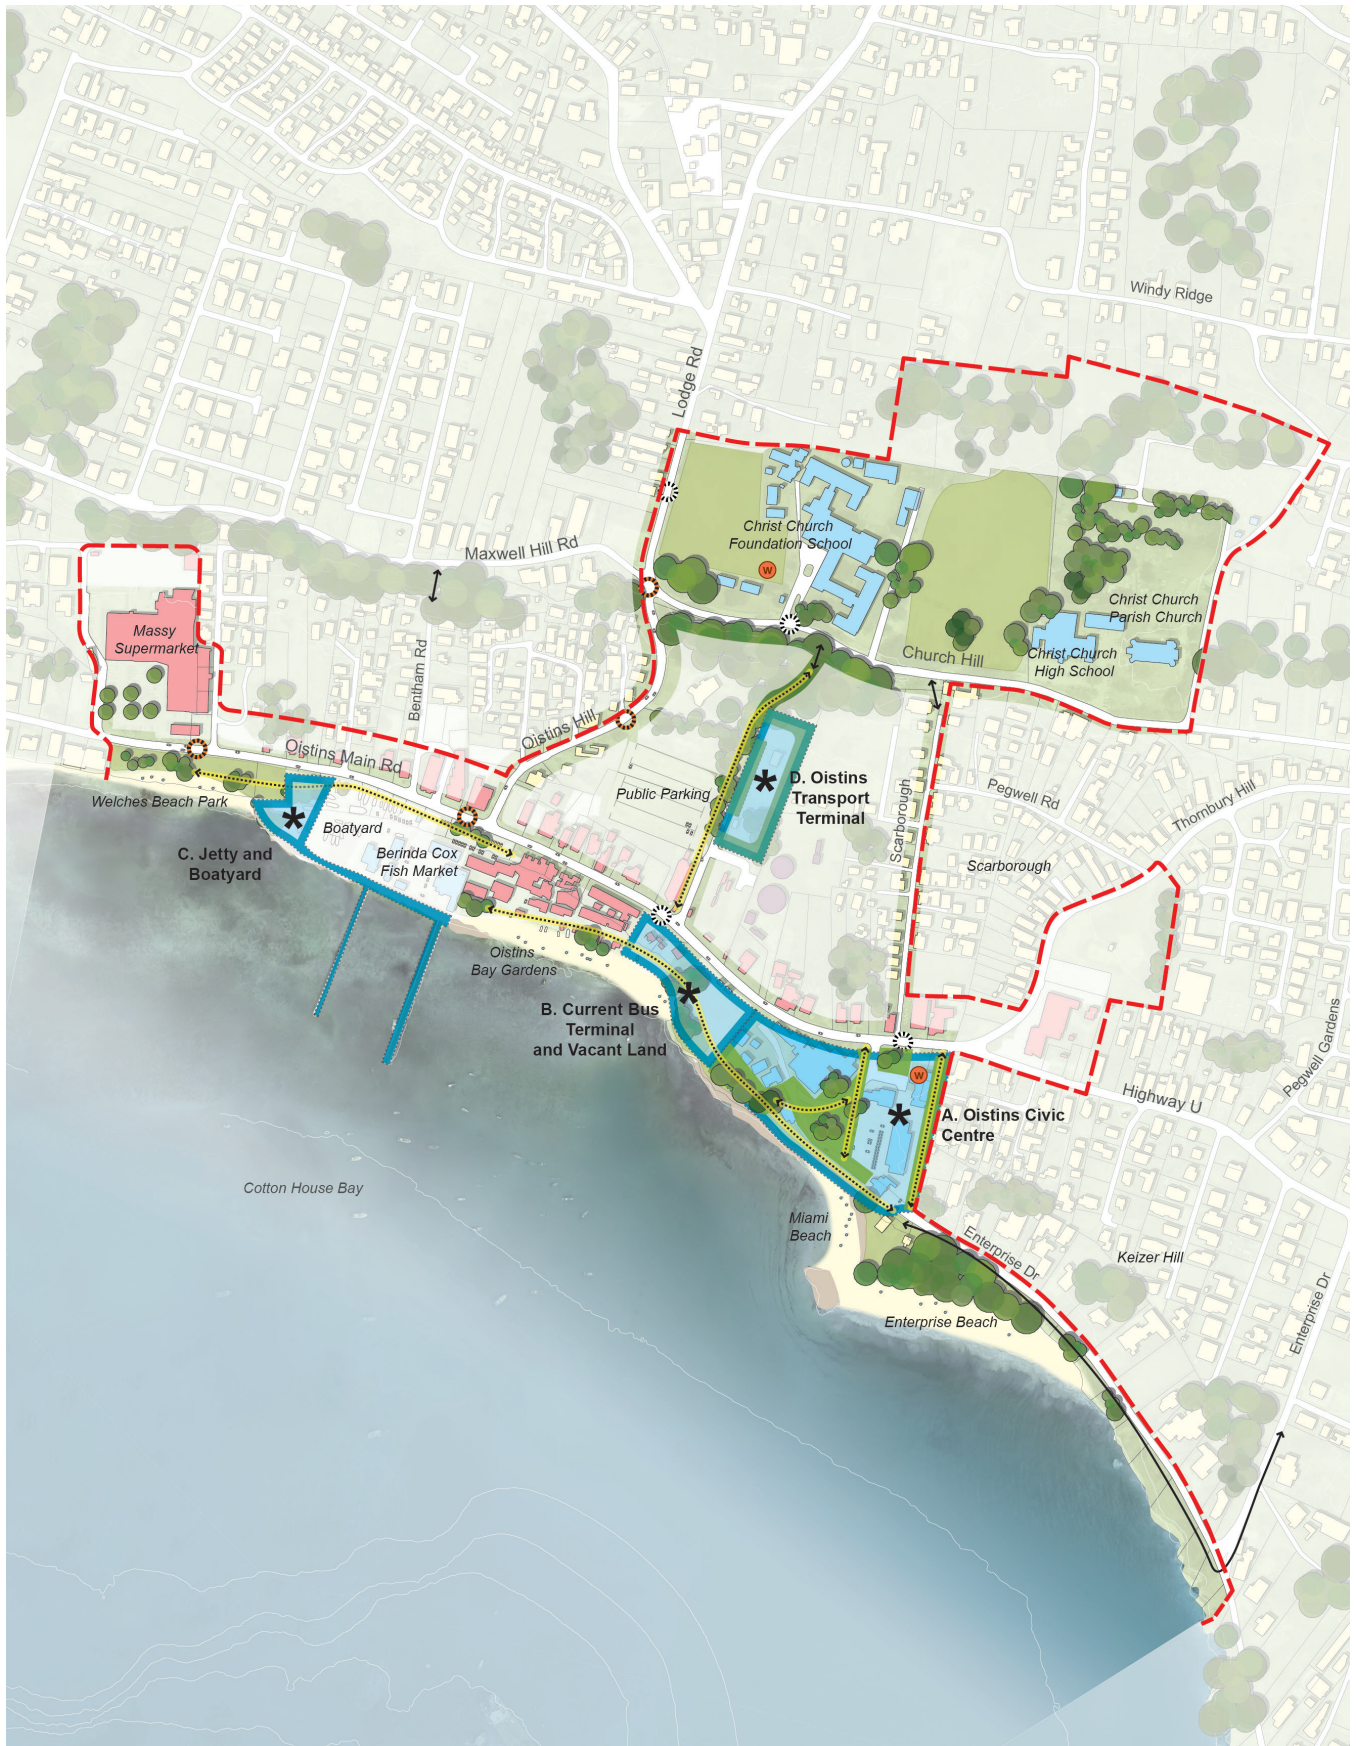 Windy Ridge
Lodge Rd
Christ Church
Foundation School
W
Maxwell Hill Rd
Christ Church
Parish Church
Massy
Supermarket
Christ Church
High School
Church Hill
Bentham Rd
Oistins Hill
Oistins Main Rd
Public Parking
D. Oistins
Transport
Terminal
Pegwell Rd
Thornbury Hill
Welches Beach Park
Boatyard
Scarborough
Scarborough
C. Jetty and
Boatyard
Berinda Cox
Fish Market
Oistins
Bay Gardens
B. Current Bus
Terminal
and Vacant Land
Pegwell Gardens
W
Highway U
A. Oistins Civic
Centre
Cotton House Bay
Miami
Beach
Enterprise Dr
Keizer Hill
Enterprise Beach
Enterprise Dr